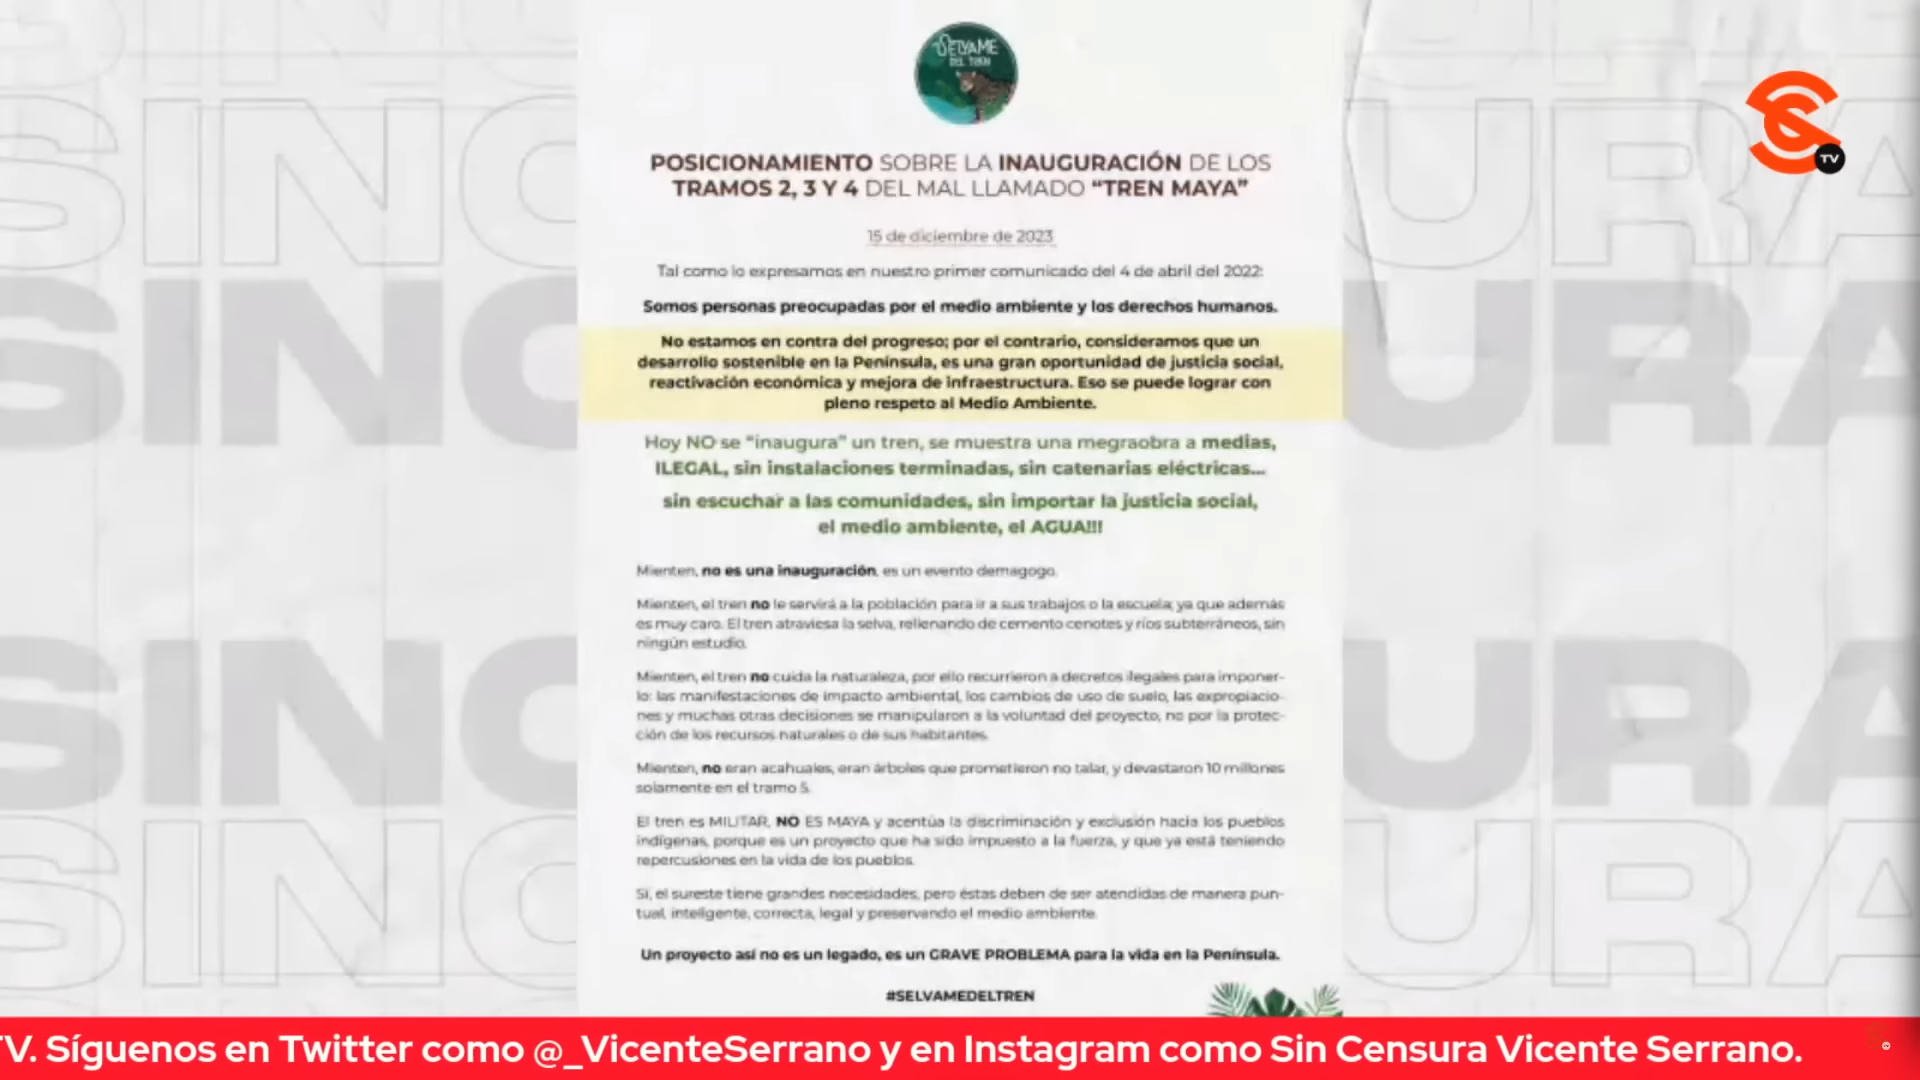 SELVAME
DEL TREN
TV
POSICIONAMIENTO SOBRE LA INAUGURACIÓN DE LOS
TRAMOS 2, 3 Y 4 DEL MAL LLAMADO “TREN MAYA”
15 de diciembre de 2023
Tal como lo expresamos en nuestro primer comunicado del 4 de abril del 2022:
Somos personas preocupadas por el medio ambiente y los derechos humanos.
No estamos en contra del progreso; por el contrario, consideramos que un
desarrollo sostenible en la Península, es una gran oportunidad de justicia social,
reactivación económica y mejora de infraestructura. Eso se puede lograr con
pleno respeto al Medio Ambiente.
Hoy NO se “inaugura” un tren, se muestra una megraobra a medias,
ILEGAL, sin instalaciones terminadas, sin catenarias eléctricas...
sin escuchar a las comunidades, sin importar la justicia social,
el medio ambiente, el AGUA!!!
Mienten, no es una inauguración, es un evento demagogo.
Mienten, el tren no le servirá a la población para ir a sus trabajos o la escuela; ya que además
es muy caro. El tren atraviesa la selva, rellenando de cemento cenotes y ríos subterráneos, sin
ningún estudio.
Mienten, el tren no cuida la naturaleza, por ello recurrieron a decretos ilegales para imponer-
lo: las manifestaciones de impacto ambiental, los cambios de uso de suelo, las expropiacio-
nes y muchas otras decisiones se manipularon a la voluntad del proyecto, no por la protec-
ción de los recursos naturales o de sus habitantes.
Mienten, no eran acahuales, eran árboles que prometieron no talar, y devastaron 10 millones
solamente en el tramo 5.
El tren es MILITAR, NO ES MAYA y acentúa la discriminación y exclusión hacia los pueblos
indígenas, porque es un proyecto que ha sido impuesto a la fuerza, y que ya está teniendo
repercusiones en la vida de los pueblos.
Sí, el sureste tiene grandes necesidades, pero éstas deben de ser atendidas de manera pun-
tual, inteligente, correcta, legal y preservando el medio ambiente.
Un proyecto así no es un legado, es un GRAVE PROBLEMA para la vida en la Península.
#SELVAMEDELTREN
SINC
URA
SINC
URA
SINC
URA
SINC
URA
TV. Síguenos en Twitter como @_VicenteSerrano y en Instagram como Sin Censura Vicente Serrano.